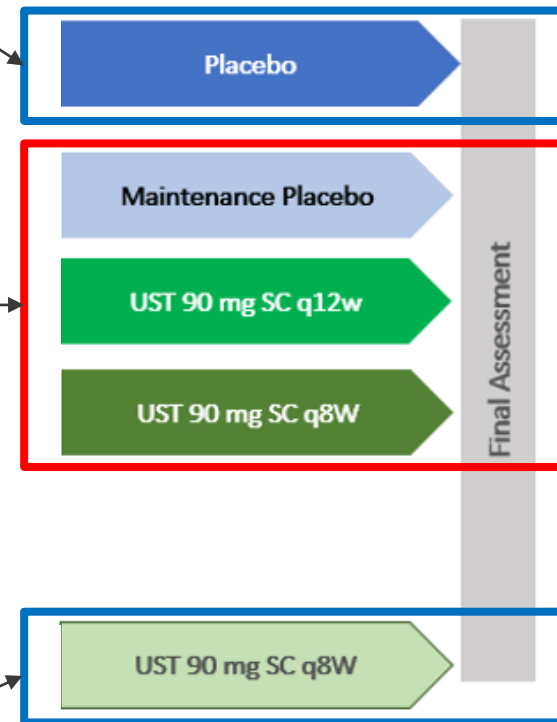 Placebo
Maintenance Placebo
UST 90 mg SC q12w
UST 90 mg SC q8W
Final Assessment
UST 90 mg SC q8W